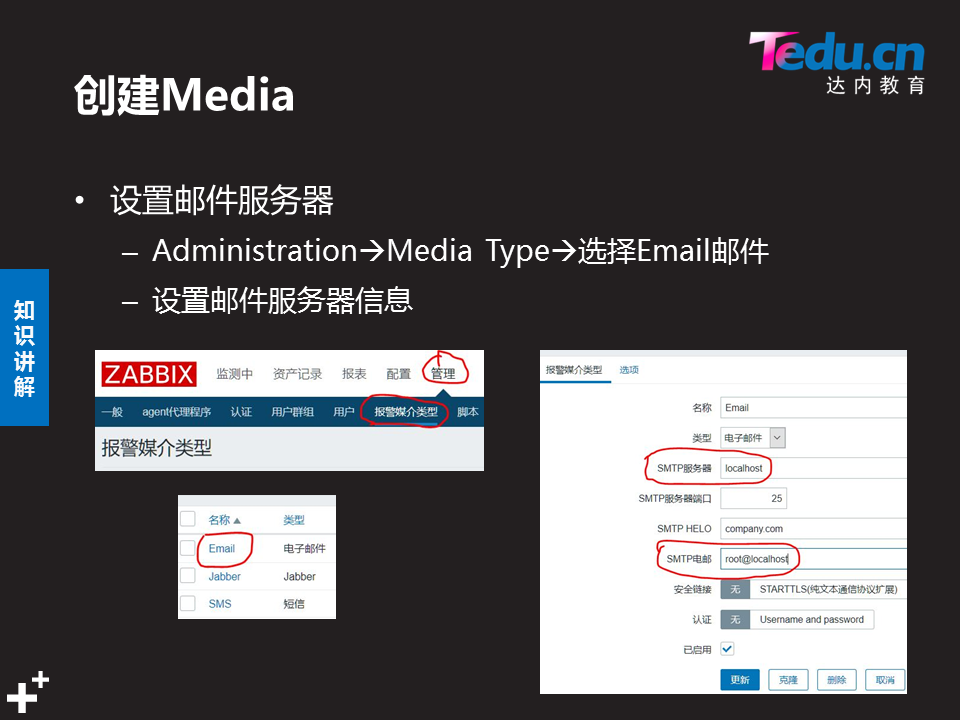 Tedu.cn
达内教育
创建Media
• 设置邮件服务器
– Administration→Media Type→选择Email邮件
– 设置邮件服务器信息
知识讲解
ZABBIX 监测中 资产记录 报表 配置 管理
一般 agent代理程序 认证 用户群组 用户 报警媒介类型 脚本
报警媒介类型
名称▲ 类型
Email 电子邮件
Jabber Jabber
SMS 短信
报警媒介类型 选项
名称 Email
类型 电子邮件
SMTP服务器 localhost
SMTP服务器端口 25
SMTP HELO company.com
SMTP电邮 root@localhost
安全链接 无 STARTTLS(纯文本通信协议扩展)
认证 无 Username and password
已启用
更新 克隆 删除 取消